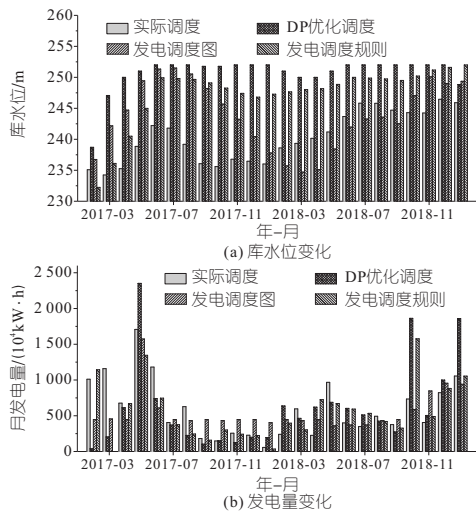 实际调度 DP优化调度
发电调度图 发电调度规则
260
255
250
245
240
235
230
库水位/m
2017-03 2017-07 2017-11 2018-03 2018-07 2018-11
年-月
(a) 库水位变化
实际调度 DP优化调度
发电调度图 发电调度规则
2 500
2 000
1 500
1 000
500
0
月发电量/(10⁴kW·h)
2017-03 2017-07 2017-11 2018-03 2018-07 2018-11
年-月
(b) 发电量变化